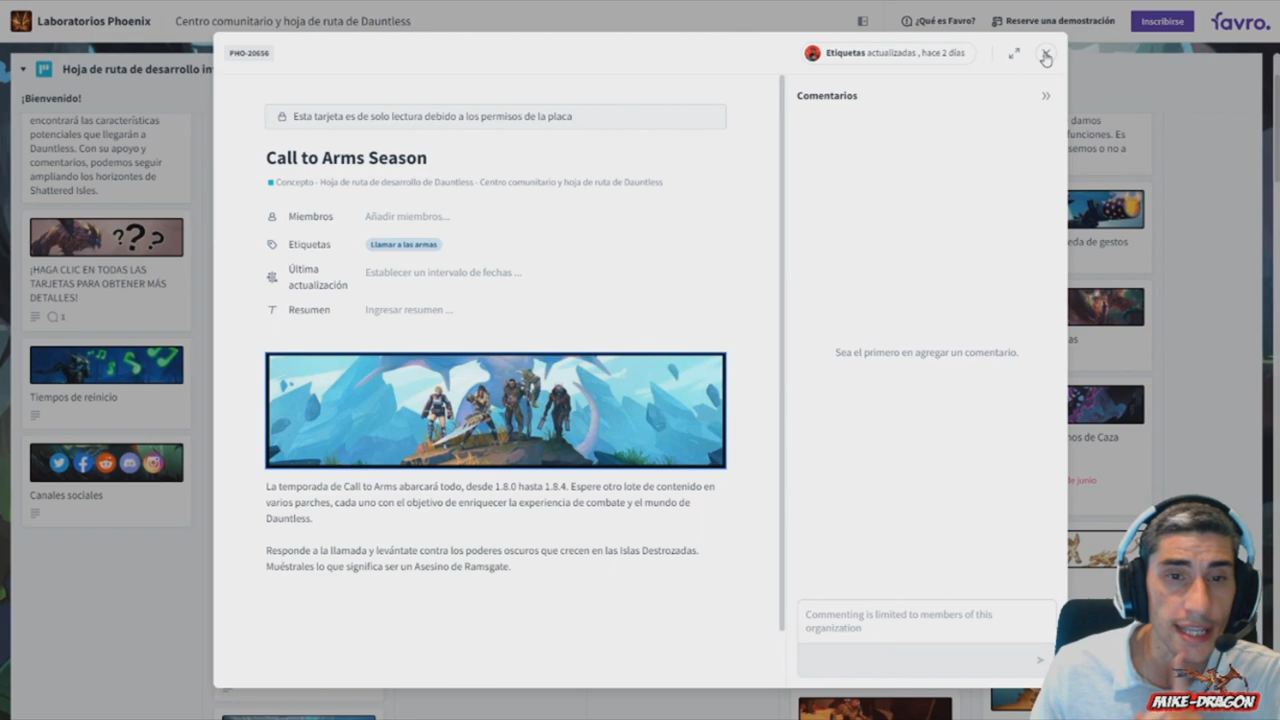 Laboratorios Phoenix
Centro comunitario y hoja de ruta de Dauntless
¿Qué es Favro?
Reserve una demostración
Inscribirse
favro.
Hoja de ruta de desarrollo in
¡Bienvenido!
encontrará las características
potenciales que llegarán a
Dauntless. Con su apoyo y
comentarios, podemos seguir
ampliando los horizontes de
Shattered Isles.
???
¡HAGA CLIC EN TODAS LAS
TARJETAS PARA OBTENER MÁS
DETALLES!
1
Tiempos de reinicio
Canales sociales
PHO-20656
Etiquetas actualizadas , hace 2 días
Esta tarjeta es de solo lectura debido a los permisos de la placa
Call to Arms Season
Concepto - Hoja de ruta de desarrollo de Dauntless - Centro comunitario y hoja de ruta de Dauntless
Miembros
Añadir miembros...
Etiquetas
Llamar a las armas
Última
actualización
Establecer un intervalo de fechas ...
Resumen
Ingresar resumen ...
La temporada de Call to Arms abarcará todo, desde 1.8.0 hasta 1.8.4. Espere otro lote de contenido en
varios parches, cada uno con el objetivo de enriquecer la experiencia de combate y el mundo de
Dauntless.
Responde a la llamada y levántate contra los poderes oscuros que crecen en las Islas Destrozadas.
Muéstrales lo que significa ser un Asesino de Ramsgate.
Comentarios
Sea el primero en agregar un comentario.
Commenting is limited to members of this
organization
damos
funciones. Es
semos o no a
eda de gestos
as
nos de Caza
de junio
MIKE-DRAGON